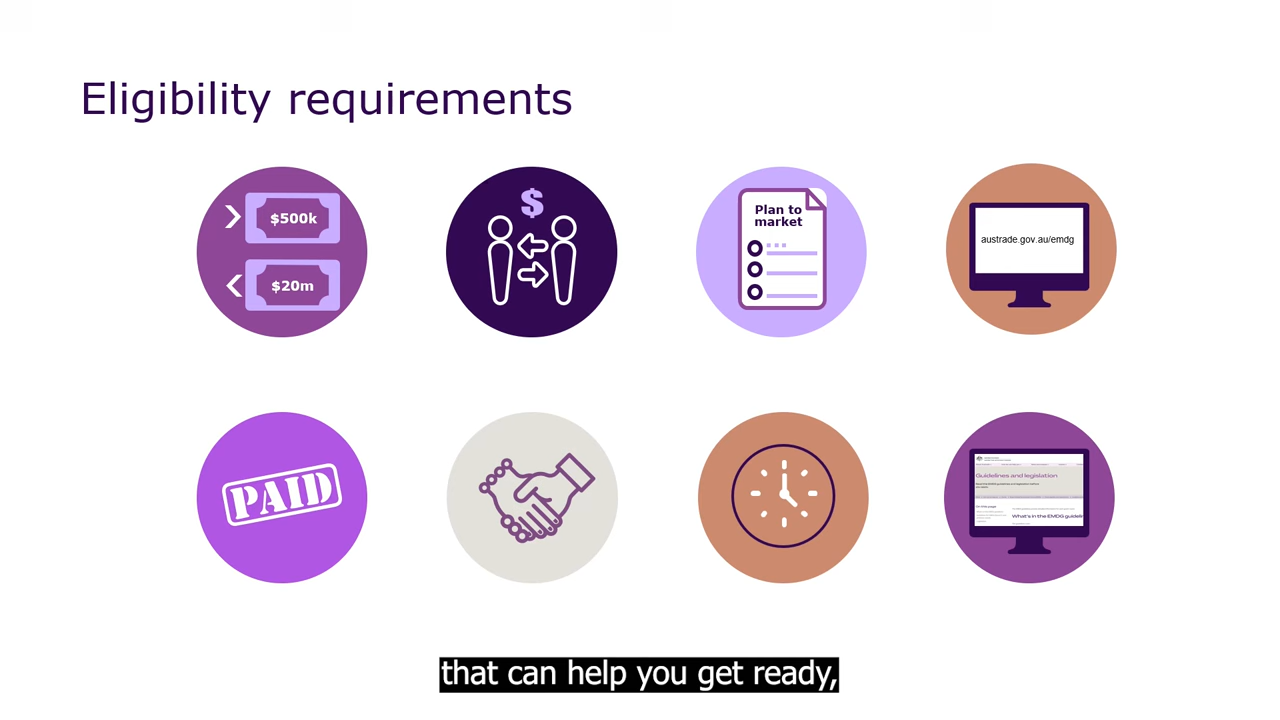 Eligibility requirements
> $500k
< $20m
$
Plan to
market
austrade.gov.au/emdg
PAID
Guidelines and legislation
What's in the EMDG guideli
that can help you get ready,